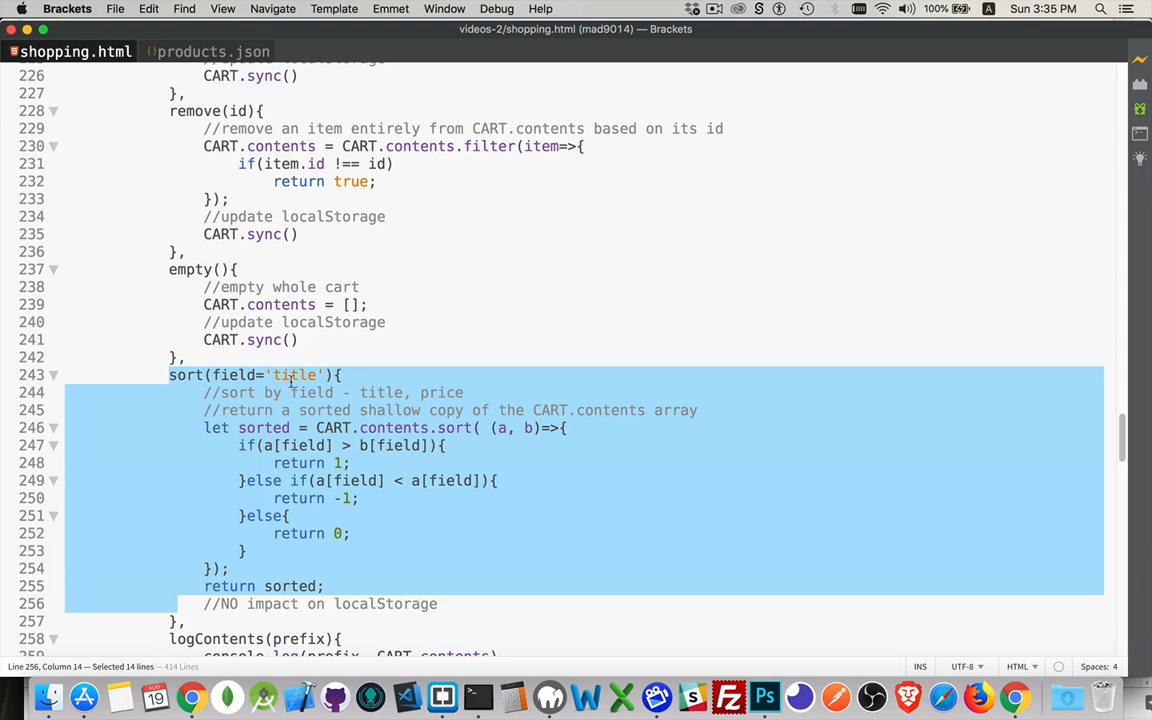 Brackets File Edit Find View Navigate Template Emmet Window Debug Help 100% A Sun 3:35 PM
videos-2/shopping.html (mad9014) — Brackets
shopping.html products.json
226 CART.sync()
227 },
228 remove(id){
229 //remove an item entirely from CART.contents based on its id
230 CART.contents = CART.contents.filter(item=>{
231 if(item.id !== id)
232 return true;
233 });
234 //update localStorage
235 CART.sync()
236 },
237 empty(){
238 //empty whole cart
239 CART.contents = [];
240 //update localStorage
241 CART.sync()
242 },
243 sort(field='title'){
244 //sort by field - title, price
245 //return a sorted shallow copy of the CART.contents array
246 let sorted = CART.contents.sort( (a, b)=>{
247 if(a[field] > b[field]){
248 return 1;
249 }else if(a[field] < a[field]){
250 return -1;
251 }else{
252 return 0;
253 }
254 });
255 return sorted;
256 //NO impact on localStorage
257 },
258 logContents(prefix){
259 console.log(prefix, CART.contents)
Line 256, Column 14 — Selected 14 lines — 414 Lines INS UTF-8 HTML Spaces: 4
AUG
19